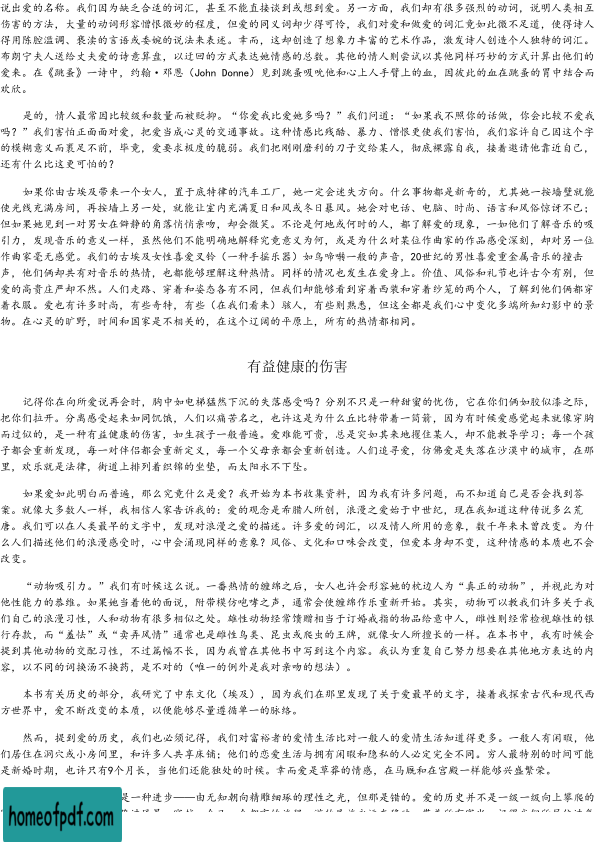 说出爱的名称。我们因为缺乏合适的词汇，甚至不能直接谈到或想到爱。另一方面，我们却有很多强烈的动词，说明人类相互
伤害的方法，大量的动词形容憎恨微妙的程度，但爱的同义词却少得可怜，我们对爱和做爱的词汇竟如此微不足道，使得诗人
得用陈腔滥调、猥渎的言语或委婉的说法来表述。幸而，这却创造了想象力丰富的艺术作品，激发诗人创造个人独特的词汇。
布朗宁夫人送给丈夫爱的诗意算盘，以迂回的方式表达她情感的总数。其他的情人则尝试以其他同样巧妙的方式计算出他们的
爱来。在《跳蚤》一诗中，约翰·邓恩（John Donne）见到跳蚤吸吮他和心上人手臂上的血，因彼此的血在跳蚤的胃中结合而
欢欣。
是的，情人最常因比较级和数量而被贬抑。“你爱我比爱她多吗？”我们问道；“如果我不照你的话做，你会比较不爱我
吗？”我们害怕正面面对爱，把爱当成心灵的交通事故。这种情感比残酷、暴力、憎恨更使我们害怕，我们容许自己因这个字
的模糊意义而裹足不前，毕竟，爱要求极度的脆弱。我们把刚刚磨利的刀子交给某人，彻底裸露自我，接着邀请他靠近自己，
还有什么比这更可怕的？
如果你由古埃及带来一个女人，置于底特律的汽车工厂，她一定会迷失方向。什么事物都是新奇的，尤其她一按墙壁就能
使光线充满房间，再按墙上另一处，就能让室内充满夏日和风或冬日暴风。她会对电话、电脑、时尚、语言和风俗惊讶不已；
但如果她见到一对男女在僻静的角落悄悄亲吻，却会微笑。不论是何地或何时的人，都了解爱的现象，一如他们了解音乐的吸
引力，发现音乐的意义一样，虽然他们不能明确地解释究竟意义为何，或是为什么对某位作曲家的作品感受深刻，却对另一位
作曲家毫无感觉。我们的古埃及女性喜爱叉铃（一种手摇乐器）如鸟啼啭一般的声音，20世纪的男性喜爱重金属音乐的撞击
声，他们俩却共有对音乐的热情，也都能够理解这种热情。同样的情况也发生在爱身上。价值、风俗和礼节也许古今有别，但
爱的高贵庄严却不然。人们走路、穿着和姿态各有不同，但我们却能够看到穿着西装和穿着纱笼的两个人，了解到他们俩都穿
着衣服。爱也有许多时尚，有些奇特，有些（在我们看来）骇人，有些则熟悉，但这全都是我们心中变化多端所知幻影中的景
物。在心灵的旷野，时间和国家是不相关的，在这个辽阔的平原上，所有的热情都相同。
有益健康的伤害
记得你在向所爱说再会时，胸中如电梯猛然下沉的失落感受吗？分别不只是一种甜蜜的忧伤，它在你们俩如胶似漆之际，
把你们拉开。分离感受起来如同饥饿，人们以痛苦名之，也许这是为什么丘比特带着一筒箭，因为有时候爱感觉起来就像穿胸
而过似的，是一种有益健康的伤害，如生孩子一般普遍。爱难能可贵，总是突如其来地攫住某人，却不能教导学习；每一个孩
子都会重新发现，每一对伴侣都会重新定义，每一个父母亲都会重新创造。人们追寻爱，仿佛爱是失落在沙漠中的城市，在那
里，欢乐就是法律，街道上排列着织锦的坐垫，而太阳永不下坠。
如果爱如此明白而普遍，那么究竟什么是爱？我开始为本书收集资料，因为我有许多问题，而不知道自己是否会找到答
案。就像大多数人一样，我相信人家告诉我的：爱的观念是希腊人所创，浪漫之爱始于中世纪，现在我知道这种传说多么荒
唐。我们可以在人类最早的文字中，发现对浪漫之爱的描述。许多爱的词汇，以及情人所用的意象，数千年来未曾改变。为什
么人们描述他们的浪漫感受时，心中会涌现同样的意象？风俗、文化和口味会改变，但爱本身却不变，这种情感的本质也不会
改变。
“动物吸引力。”我们有时候这么说。一番热情的缠绵之后，女人也许会形容她的枕边人为“真正的动物”，并视此为对
他性能力的恭维。如果她当着他的面说，附带模仿咆哮之声，通常会使缠绵作乐重新开始。其实，动物可以教我们许多关于我
们自己的浪漫习性，人和动物有很多相似之处。雄性动物经常馈赠相当于订婚戒指的物品给意中人，雌性则经常检视雄性的银
行存款，而“羞怯”或“卖弄风情”通常也是雌性鸟类、昆虫或爬虫的王牌，就像女人所擅长的一样。在本书中，我有时候会
提到其他动物的交配习性，不过篇幅不长，因为我曾在其他书中写到这个内容。我认为重复自己努力想要在其他地方表达的内
容，以不同的词换汤不换药，是不对的（唯一的例外是我对亲吻的想法）。
本书有关历史的部分，我研究了中东文化（埃及），因为我们在那里发现了关于爱最早的文字，接着我探索古代和现代西
方世界中，爱不断改变的本质，以便能够尽量遵循单一的脉络。
然而，提到爱的历史，我们也必须记得，我们对富裕者的爱情生活比对一般人的爱情生活知道得更多。一般人有闲暇，他
们居住在洞穴或小房间里，和许多人共享床铺；他们的恋爱生活与拥有闲暇和隐私的人必定完全不同。穷人最特别的时间可能
是新婚时期，也许只有9个月长，当他们还能独处的时候。幸而爱是草莽的情感，在马厩和在宫殿一样能够兴盛繁荣。
是一种进步——由无知朝向精雕细琢的理性之光，但那是错的。爱的历史并不是一级一级向上攀爬的
homeofpdf.com